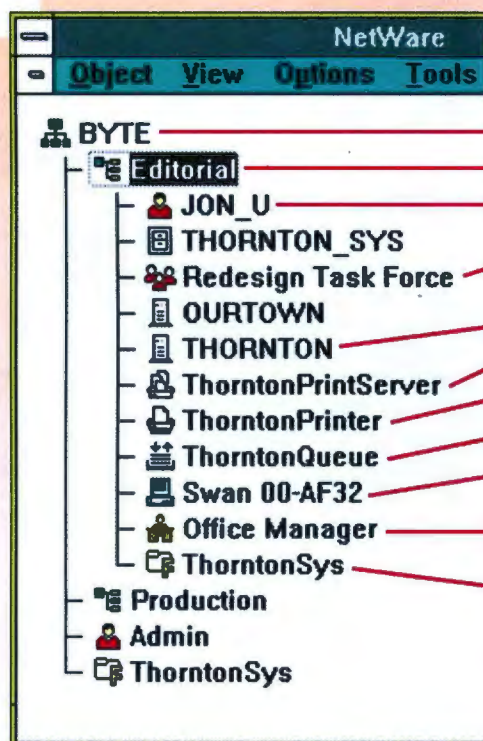 NetWare
Object View Options Tools
BYTE
Editorial
JON_U
THORNTON_SYS
Redesign Task Force
OURTOWN
THORNTON
ThorntonPrintServer
ThorntonPrinter
ThorntonQueue
Swan 00-AF32
Office Manager
ThorntonSys
Production
Admin
ThorntonSys